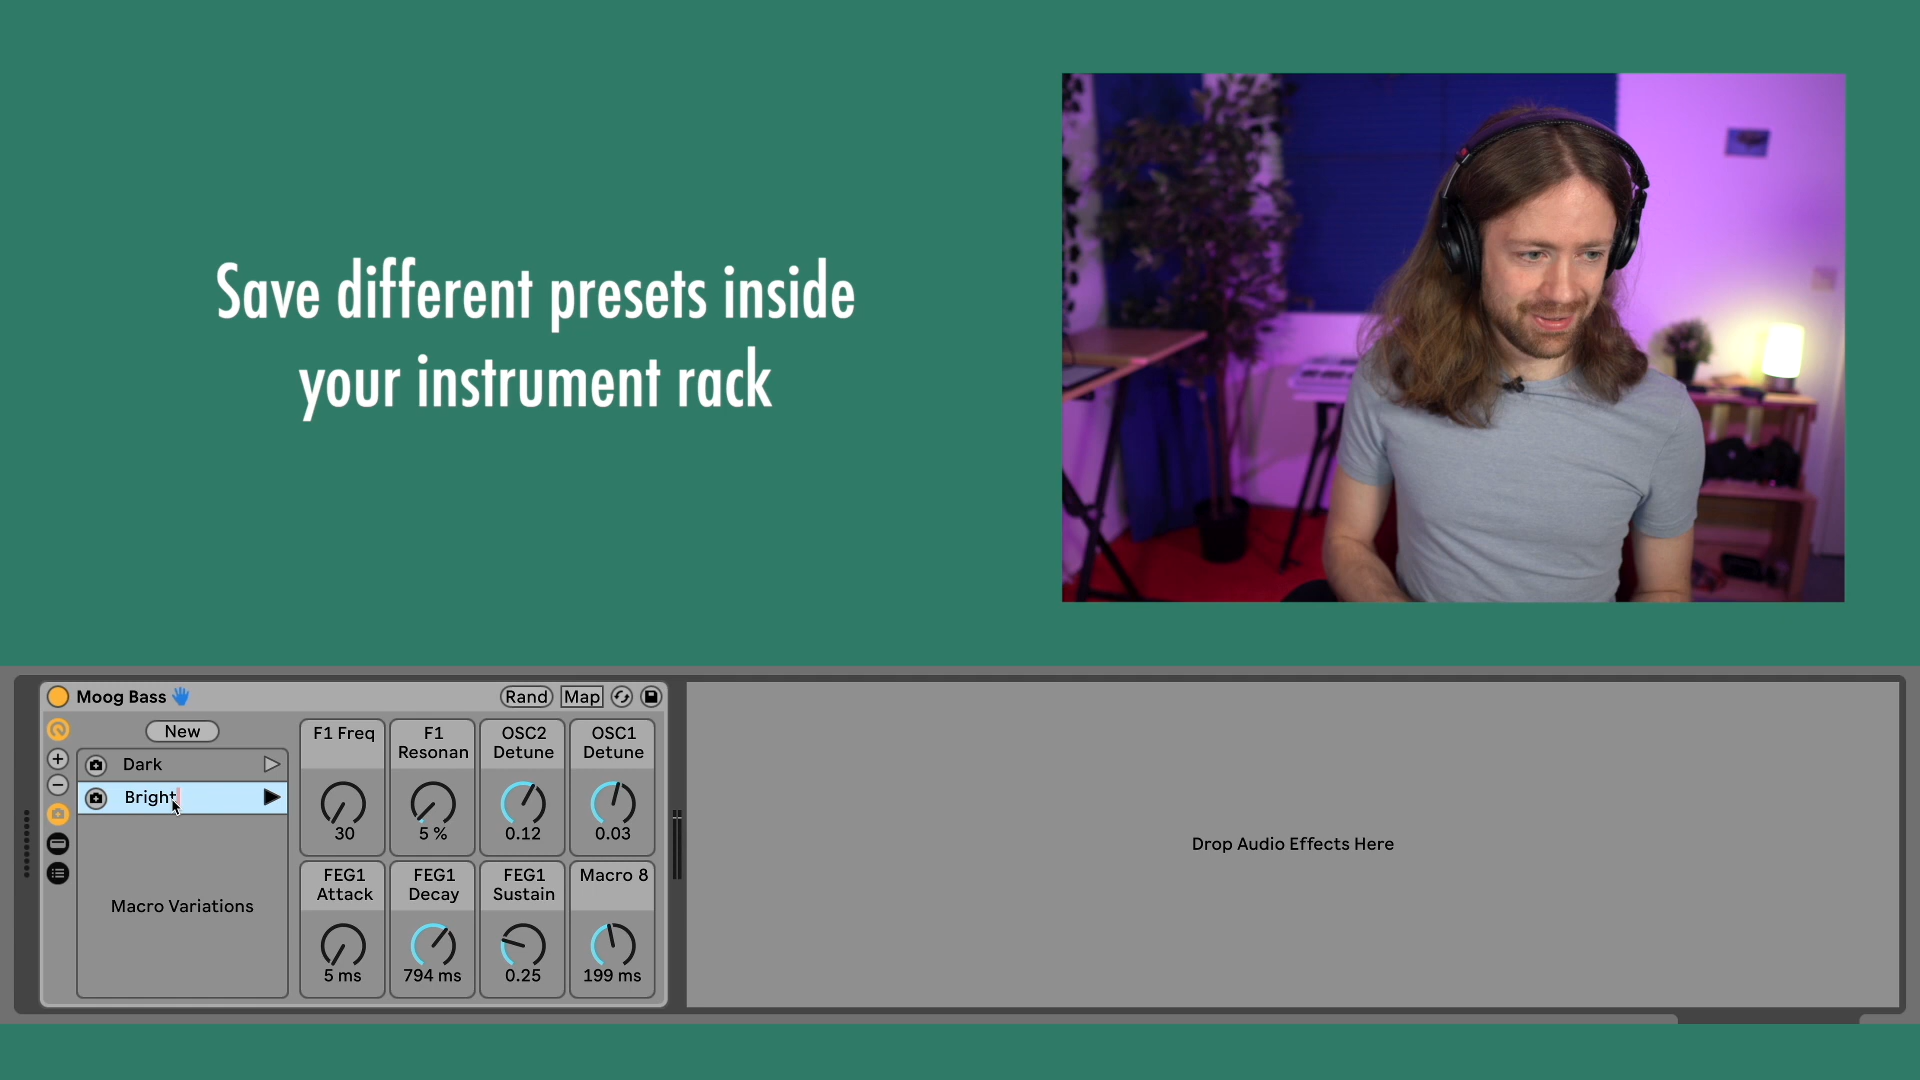 Save different presets inside
your instrument rack
Moog Bass
Rand
Map
New
Dark
Bright
Macro Variations
F1 Freq
30
F1
Resonan
5 %
OSC2
Detune
0.12
OSC1
Detune
0.03
FEG1
Attack
5 ms
FEG1
Decay
794 ms
FEG1
Sustain
0.25
Macro 8
199 ms
Drop Audio Effects Here